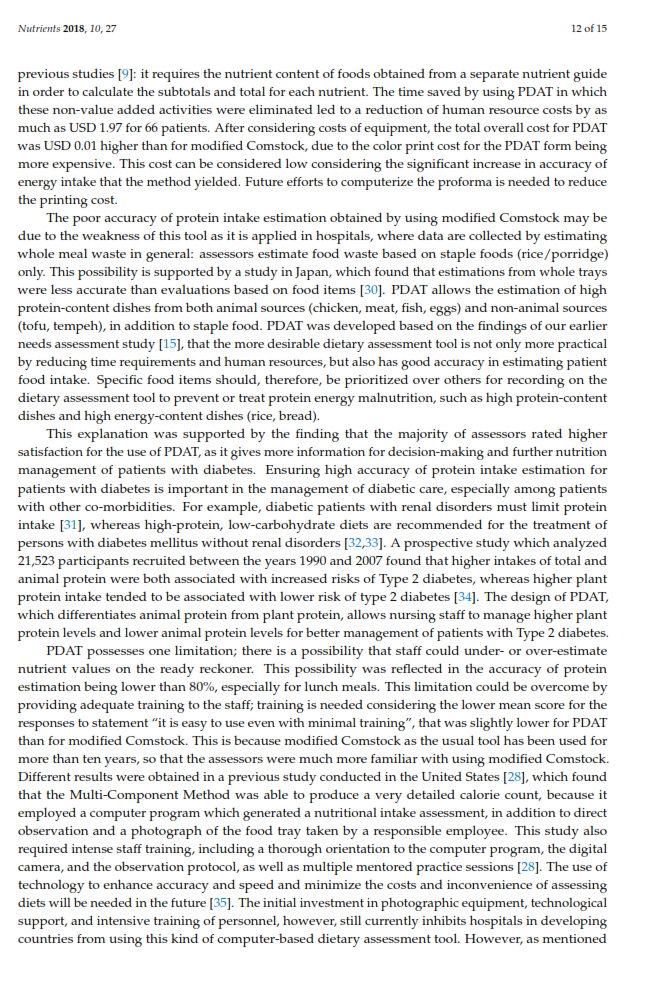 Nutrients 2018, 10, 27
12 of 15
previous studies [9]: it requires the nutrient content of foods obtained from a separate nutrient guide
in order to calculate the subtotals and total for each nutrient. The time saved by using PDAT in which
these non-value added activities were eliminated led to a reduction of human resource costs by as
much as USD 1.97 for 66 patients. After considering costs of equipment, the total overall cost for PDAT
was USD 0.01 higher than for modified Comstock, due to the color print cost for the PDAT form being
more expensive. This cost can be considered low considering the significant increase in accuracy of
energy intake that the method yielded. Future efforts to computerize the proforma is needed to reduce
the printing cost.
The poor accuracy of protein intake estimation obtained by using modified Comstock may be
due to the weakness of this tool as it is applied in hospitals, where data are collected by estimating
whole meal waste in general: assessors estimate food waste based on staple foods (rice/porridge)
only. This possibility is supported by a study in Japan, which found that estimations from whole trays
were less accurate than evaluations based on food items [30]. PDAT allows the estimation of high
protein-content dishes from both animal sources (chicken, meat, fish, eggs) and non-animal sources
(tofu, tempeh), in addition to staple food. PDAT was developed based on the findings of our earlier
needs assessment study [15], that the more desirable dietary assessment tool is not only more practical
by reducing time requirements and human resources, but also has good accuracy in estimating patient
food intake. Specific food items should, therefore, be prioritized over others for recording on the
dietary assessment tool to prevent or treat protein energy malnutrition, such as high protein-content
dishes and high energy-content dishes (rice, bread).
This explanation was supported by the finding that the majority of assessors rated higher
satisfaction for the use of PDAT, as it gives more information for decision-making and further nutrition
management of patients with diabetes. Ensuring high accuracy of protein intake estimation for
patients with diabetes is important in the management of diabetic care, especially among patients
with other co-morbidities. For example, diabetic patients with renal disorders must limit protein
intake [31], whereas high-protein, low-carbohydrate diets are recommended for the treatment of
persons with diabetes mellitus without renal disorders [32,33]. A prospective study which analyzed
21,523 participants recruited between the years 1990 and 2007 found that higher intakes of total and
animal protein were both associated with increased risks of Type 2 diabetes, whereas higher plant
protein intake tended to be associated with lower risk of type 2 diabetes [34]. The design of PDAT,
which differentiates animal protein from plant protein, allows nursing staff to manage higher plant
protein levels and lower animal protein levels for better management of patients with Type 2 diabetes.
PDAT possesses one limitation; there is a possibility that staff could under- or over-estimate
nutrient values on the ready reckoner. This possibility was reflected in the accuracy of protein
estimation being lower than 80%, especially for lunch meals. This limitation could be overcome by
providing adequate training to the staff; training is needed considering the lower mean score for the
responses to statement “it is easy to use even with minimal training”, that was slightly lower for PDAT
than for modified Comstock. This is because modified Comstock as the usual tool has been used for
more than ten years, so that the assessors were much more familiar with using modified Comstock.
Different results were obtained in a previous study conducted in the United States [28], which found
that the Multi-Component Method was able to produce a very detailed calorie count, because it
employed a computer program which generated a nutritional intake assessment, in addition to direct
observation and a photograph of the food tray taken by a responsible employee. This study also
required intense staff training, including a thorough orientation to the computer program, the digital
camera, and the observation protocol, as well as multiple mentored practice sessions [28]. The use of
technology to enhance accuracy and speed and minimize the costs and inconvenience of assessing
diets will be needed in the future [35]. The initial investment in photographic equipment, technological
support, and intensive training of personnel, however, still currently inhibits hospitals in developing
countries from using this kind of computer-based dietary assessment tool. However, as mentioned